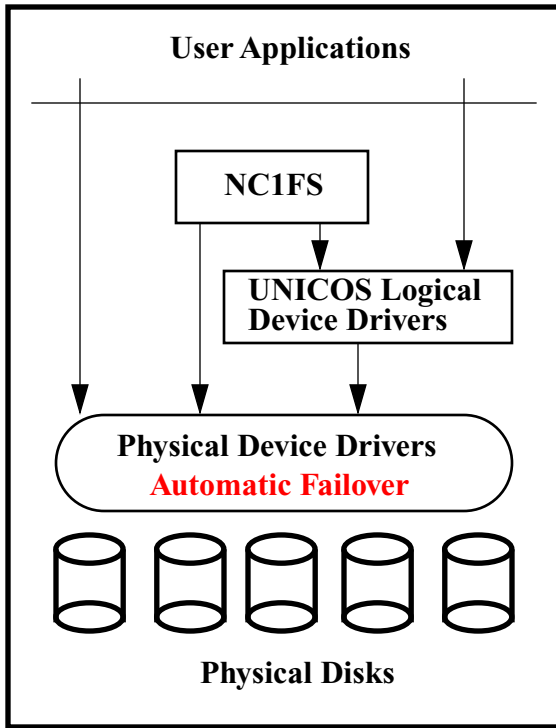 User Applications
NC1FS
UNICOS Logical
Device Drivers
Physical Device Drivers
Automatic Failover
Physical Disks